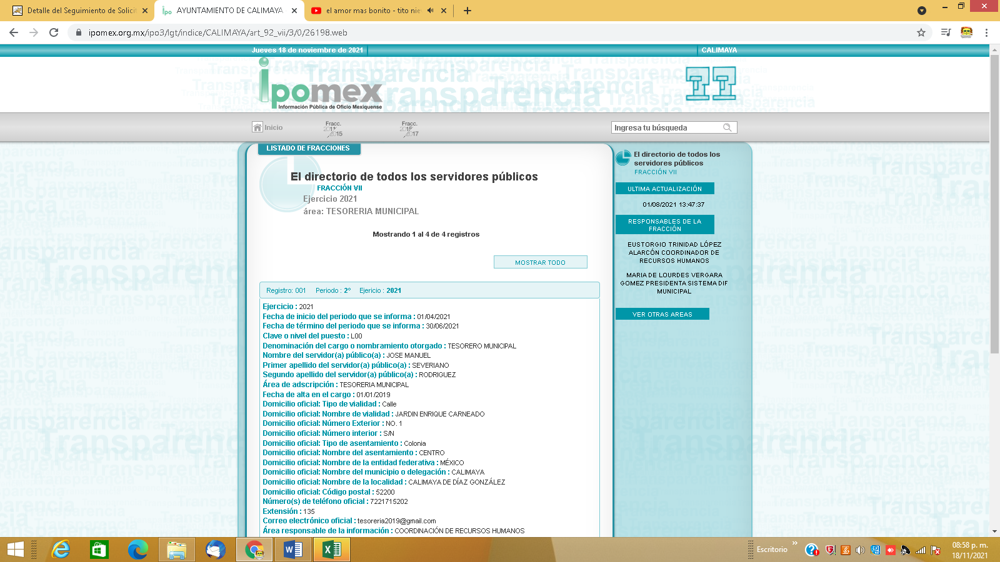 Detalle del Seguimiento de Solicit
AYUNTAMIENTO DE CALIMAYA
el amor mas bonito - tito nie
ipomex.org.mx/ipo3/lgt/indice/CALIMAYA/art_92_vii/3/0/26198.web
Jueves 18 de noviembre de 2021
CALIMAYA
ipomex
Información Pública de Oficio Mexiquense
Inicio
Fracc.
Fracc.
Ingresa tu búsqueda
LISTADO DE FRACCIONES
El directorio de todos los servidores públicos
FRACCIÓN VII
Ejercicio 2021
área: TESORERIA MUNICIPAL
Mostrando 1 al 4 de 4 registros
MOSTRAR TODO
Registro: 001 Periodo : 2° Ejericio : 2021
Ejercicio : 2021
Fecha de inicio del periodo que se informa : 01/04/2021
Fecha de término del periodo que se informa : 30/06/2021
Clave o nivel del puesto : L00
Denominación del cargo o nombramiento otorgado : TESORERO MUNICIPAL
Nombre del servidor(a) público(a) : JOSE MANUEL
Primer apellido del servidor(a) público(a) : SEVERIANO
Segundo apellido del servidor(a) público(a) : RODRIGUEZ
Área de adscripción : TESORERIA MUNICIPAL
Fecha de alta en el cargo : 01/01/2019
Domicilio oficial: Tipo de vialidad : Calle
Domicilio oficial: Nombre de vialidad : JARDIN ENRIQUE CARNEADO
Domicilio oficial: Número Exterior : NO. 1
Domicilio oficial: Número interior : S/N
Domicilio oficial: Tipo de asentamiento : Colonia
Domicilio oficial: Nombre del asentamiento : CENTRO
Domicilio oficial: Nombre de la entidad federativa : MÉXICO
Domicilio oficial: Nombre del municipio o delegación : CALIMAYA
Domicilio oficial: Nombre de la localidad : CALIMAYA DE DÍAZ GONZÁLEZ
Domicilio oficial: Código postal : 52200
Número(s) de teléfono oficial : 7221715202
Extensión : 135
Correo electrónico oficial : tesoreria2019@gmail.com
Área responsable de la información : COORDINACIÓN DE RECURSOS HUMANOS
El directorio de todos los
servidores públicos
FRACCIÓN VII
ULTIMA ACTUALIZACIÓN
01/08/2021 13:47:37
RESPONSABLES DE LA
FRACCIÓN
EUSTORGIO TRINIDAD LÓPEZ
ALARCÓN COORDINADOR DE
RECURSOS HUMANOS
MARIA DE LOURDES VERGARA
GOMEZ PRESIDENTA SISTEMA DIF
MUNICIPAL
VER OTRAS AREAS
Escritorio
08:58 p. m.
18/11/2021